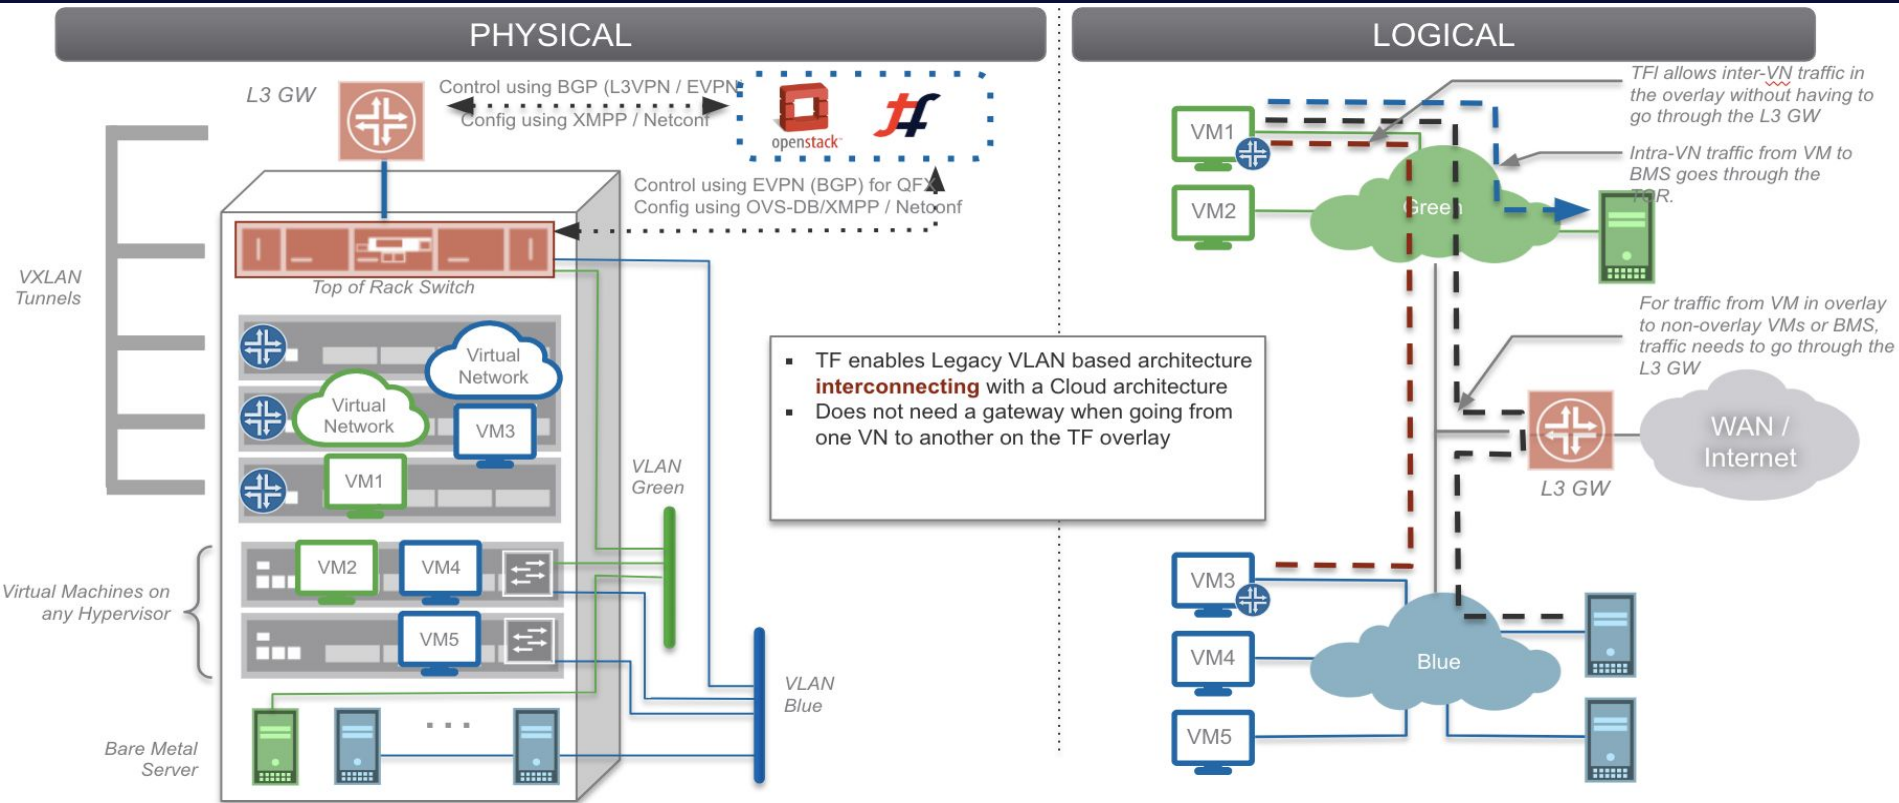 PHYSICAL
L3 GW
Control using BGP (L3VPN / EVPN)
Config using XMPP / Netconf
openstack
tf
Control using EVPN (BGP) for QFX
Config using OVS-DB/XMPP / Netconf
VXLAN
Tunnels
Top of Rack Switch
Virtual
Network
Virtual
Network
VM3
VM1
VLAN
Green
Virtual Machines on
any Hypervisor
VM2
VM4
VM5
VLAN
Blue
Bare Metal
Server
...
▪ TF enables Legacy VLAN based architecture
interconnecting with a Cloud architecture
▪ Does not need a gateway when going from
one VN to another on the TF overlay
LOGICAL
TFI allows inter-VN traffic in
the overlay without having to
go through the L3 GW
VM1
Intra-VN traffic from VM to
BMS goes through the
TOR.
VM2
Green
For traffic from VM in overlay
to non-overlay VMs or BMS,
traffic needs to go through the
L3 GW
WAN /
Internet
L3 GW
VM3
VM4
Blue
VM5